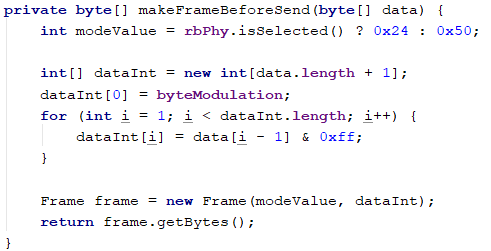 private byte[] makeFrameBeforeSend(byte[] data) {
    int modeValue = rbPhy.isSelected() ? 0x24 : 0x50;
    int[] dataInt = new int[data.length + 1];
    dataInt[0] = byteModulation;
    for (int i = 1; i < dataInt.length; i++) {
        dataInt[i] = data[i - 1] & 0xff;
    }
    Frame frame = new Frame(modeValue, dataInt);
    return frame.getBytes();
}